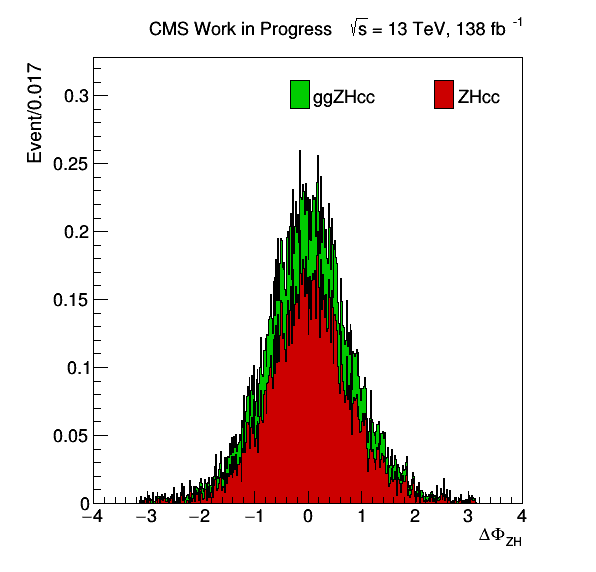 CMS Work in Progress √s = 13 TeV, 138 fb⁻¹
Event/0.017
ggZHcc ZHcc
0.3
0.25
0.2
0.15
0.1
0.05
0
−4 −3 −2 −1 0 1 2 3 4
ΔΦ_ZH